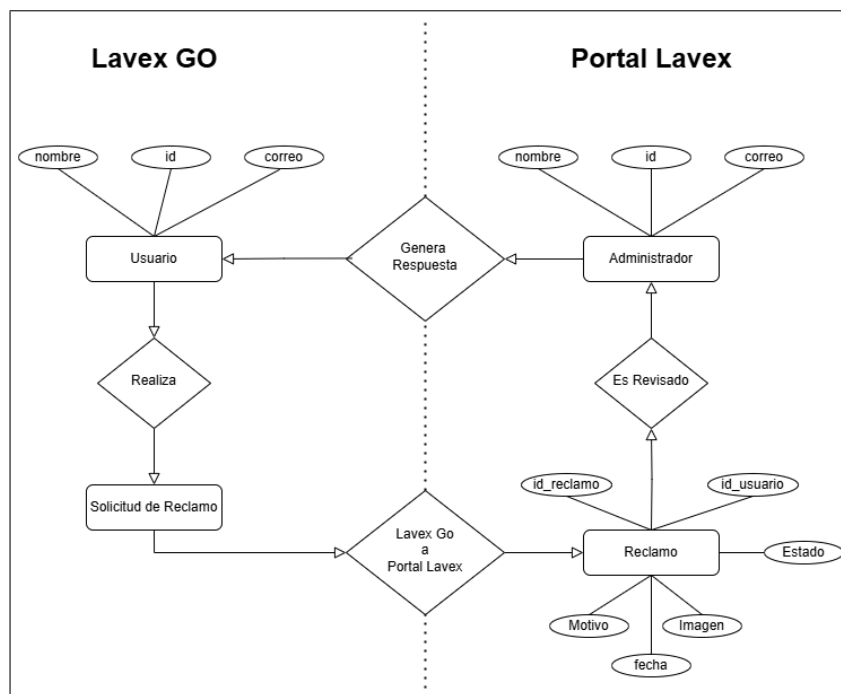 Lavex GO
Portal Lavex
nombre
id
correo
nombre
id
correo
Usuario
Genera
Respuesta
Administrador
Realiza
Es Revisado
Solicitud de Reclamo
id_reclamo
id_usuario
Lavex Go
a
Portal Lavex
Reclamo
Estado
Motivo
Imagen
fecha